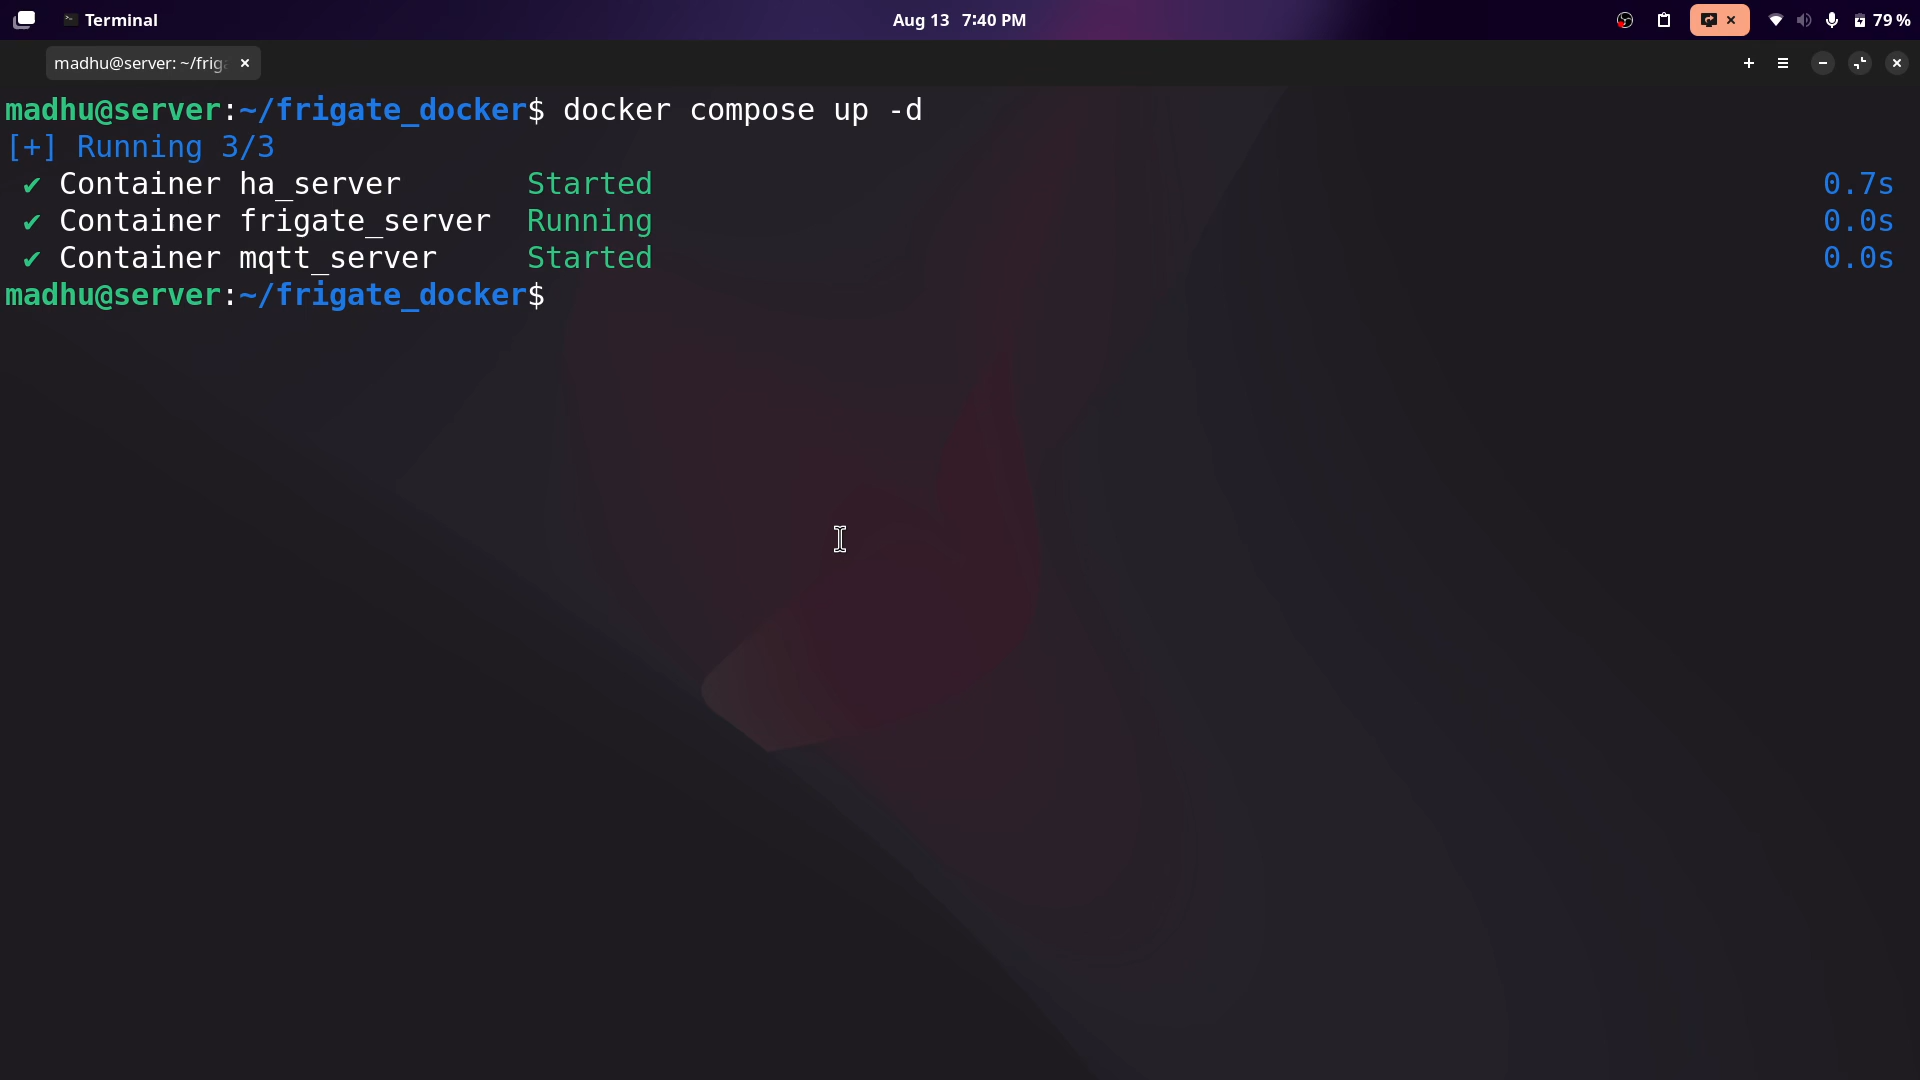 Terminal
Aug 13 7:40 PM
79 %
madhu@server: ~/frig
madhu@server:~/frigate_docker$ docker compose up -d
[+] Running 3/3
✔ Container ha_server Started 0.7s
✔ Container frigate_server Running 0.0s
✔ Container mqtt_server Started 0.0s
madhu@server:~/frigate_docker$